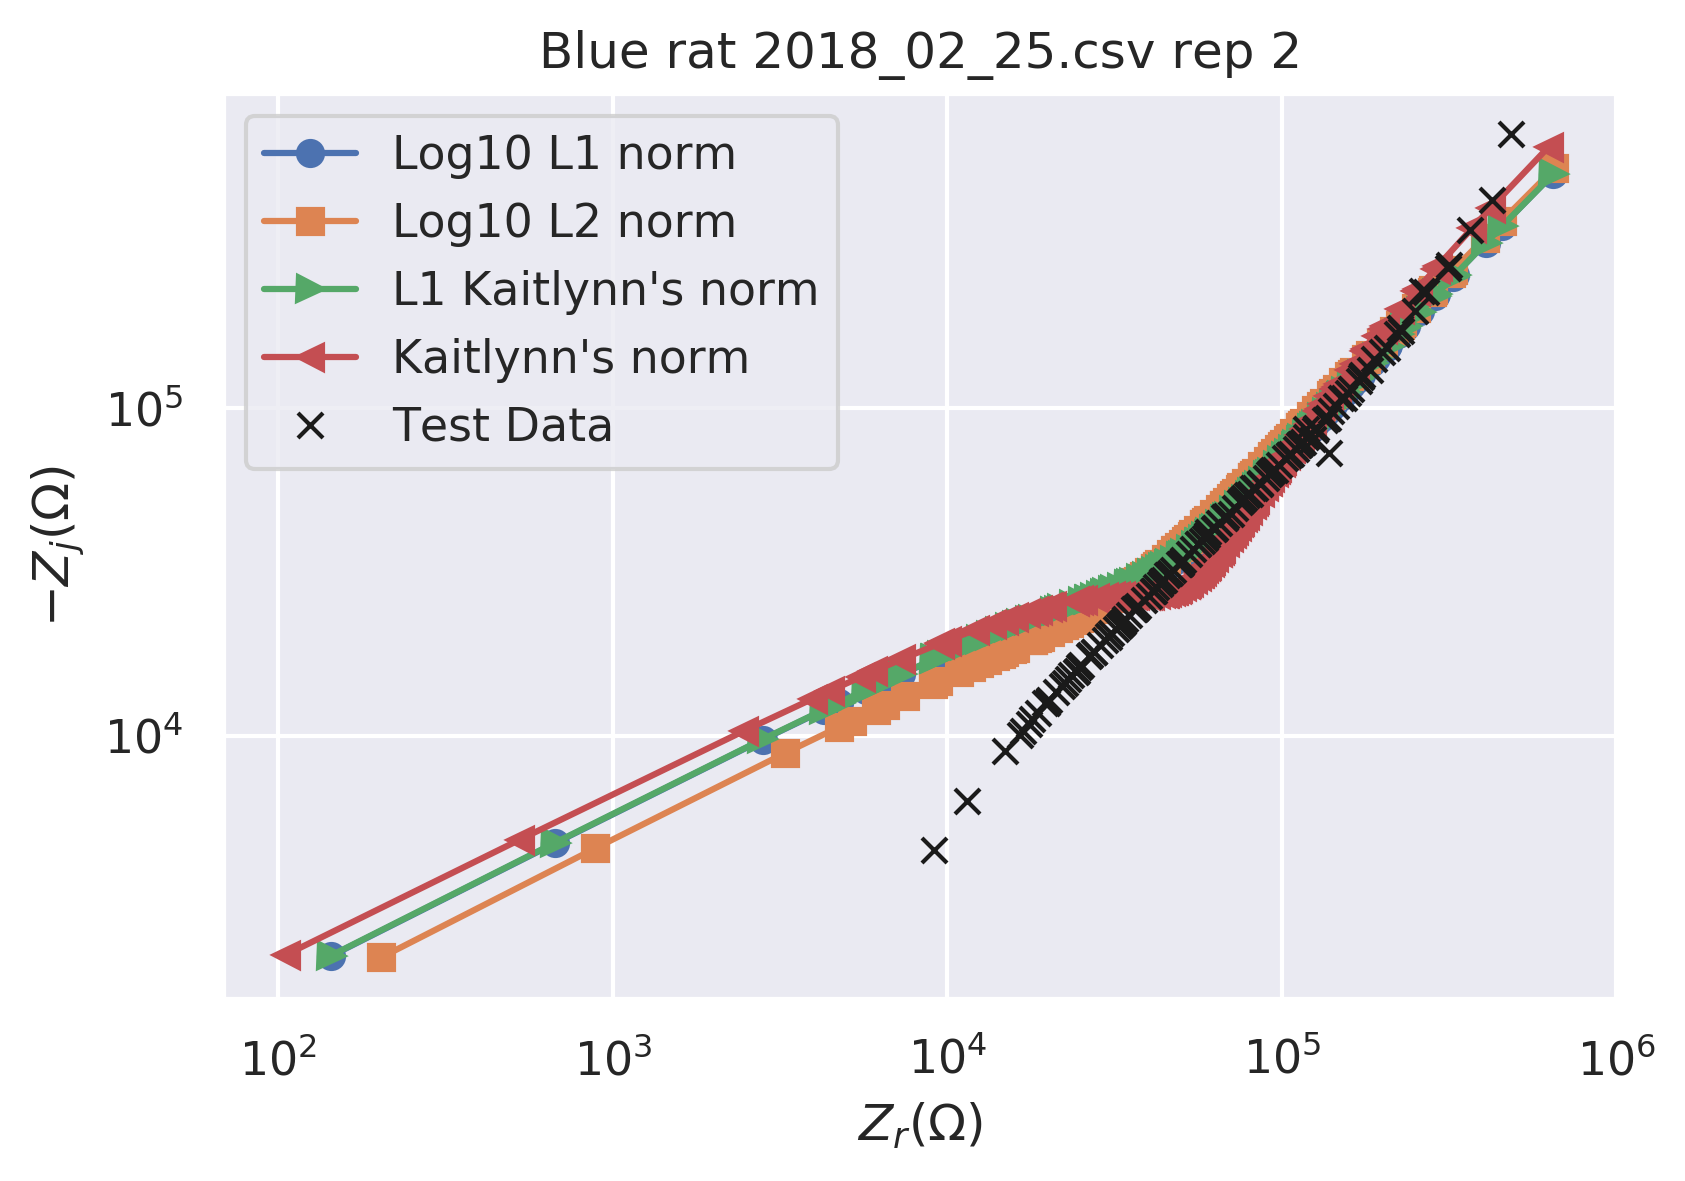 Blue rat 2018_02_25.csv rep 2
Log10 L1 norm
Log10 L2 norm
L1 Kaitlynn's norm
Kaitlynn's norm
Test Data
10⁵
10⁴
−Z_j(Ω)
10² 10³ 10⁴ 10⁵ 10⁶
Z_r(Ω)